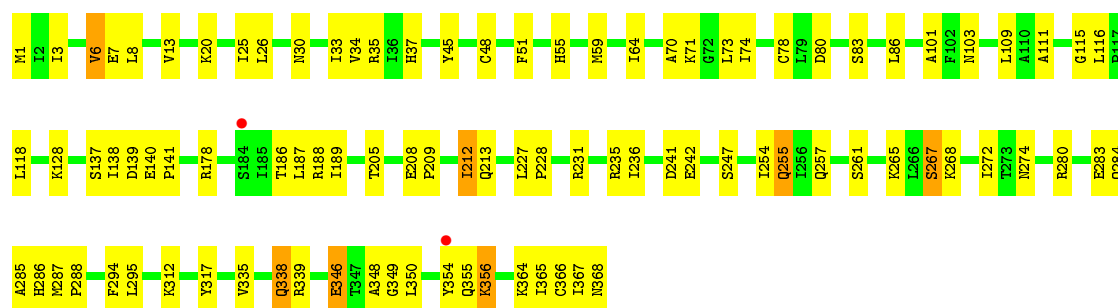 M1 I2 I3 V6 E7 L8 V13 K20 I25 L26 N30 I33 V34 R35 I36 H37 Y45 C48 F51 H55 M59 I64 A70 K71 G72 L73 I74 C78 L79 D80 S83 L86 A101 F102 N103 L109 A110 A111 G115 L116 R117
L118 K128 S137 I138 D139 E140 P141 R178 S184 I185 T186 L187 R188 I189 T205 E208 P209 I212 Q213 L227 P228 R231 R235 I236 D241 E242 S247 I254 Q255 I256 Q257 S261 K265 L266 S267 K268 I272 T273 N274 R280 E283 Q284
A285 H286 M287 P288 F294 L295 K312 Y317 V335 Q338 R339 E346 T347 A348 G349 L350 Y354 Q355 K356 K364 I365 C366 I367 N368